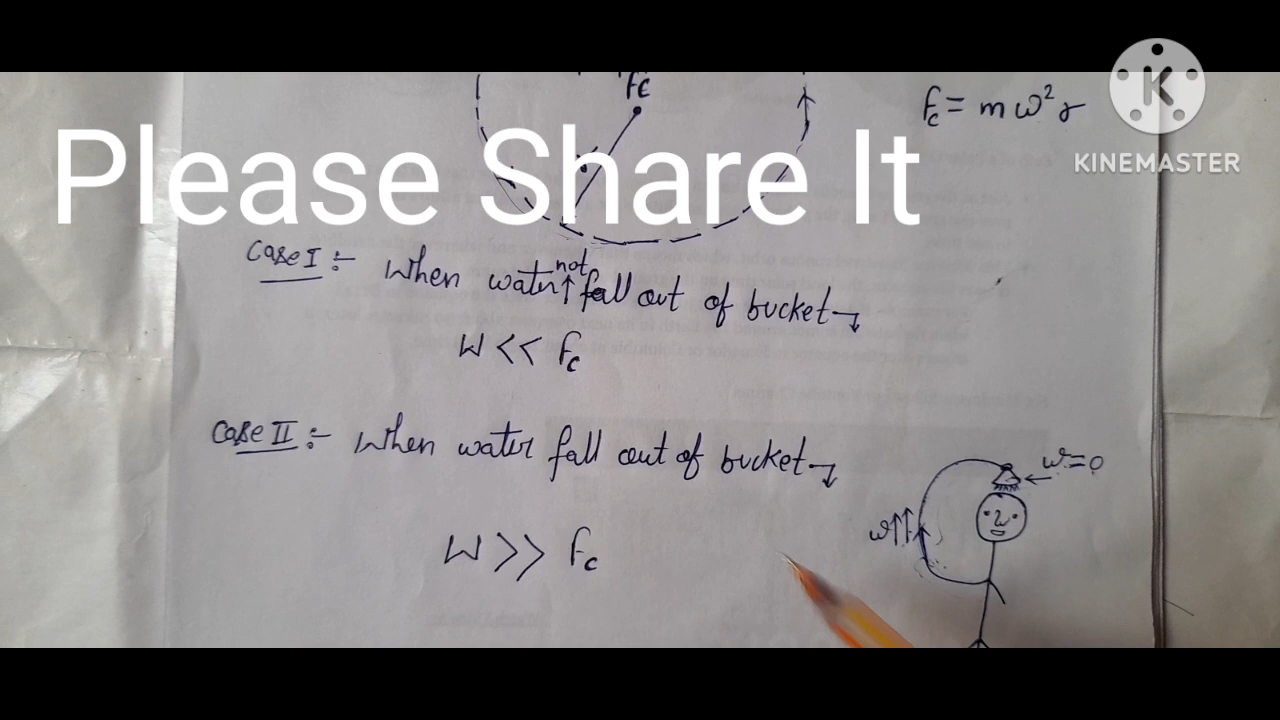 Fc
Fc = mω²r
KINEMASTER
Please Share It
Case I :- When water not fall out of bucket
W << Fc
Case II :- When water fall out of bucket
ω=0
ω↑↑
W >> Fc